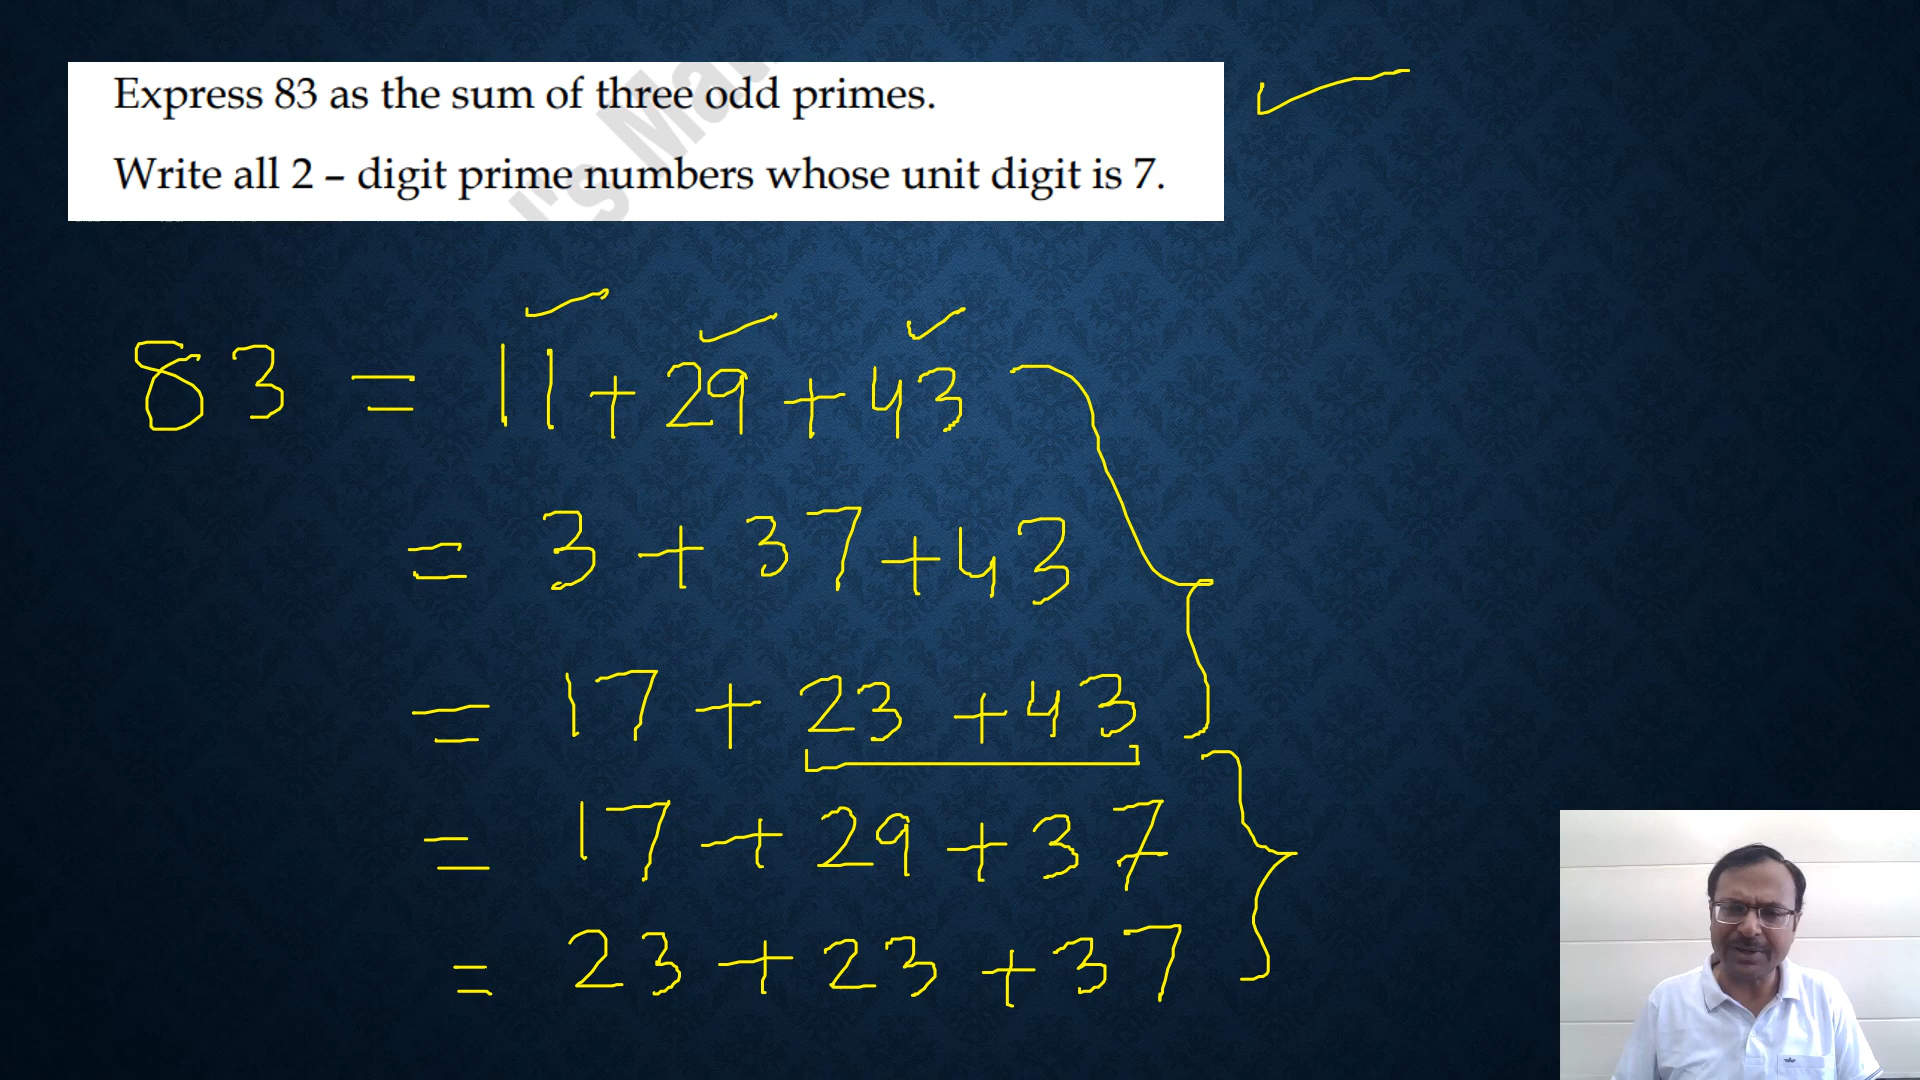 Express 83 as the sum of three odd primes.
Write all 2 – digit prime numbers whose unit digit is 7.
83 = 11 + 29 + 43
= 3 + 37 + 43
= 17 + 23 + 43
= 17 + 29 + 37
= 23 + 23 + 37